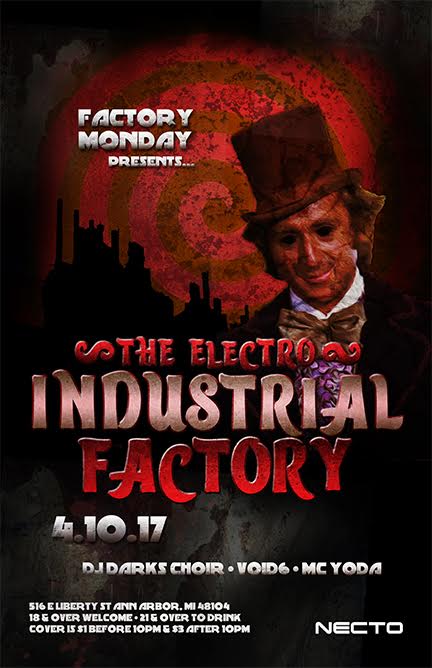 FACTORY
MONDAY
PRESENTS...
THE ELECTRO
INDUSTRIAL
FACTORY
4.10.17
DJ DARKS CHOIR • VOID6 • MC YODA
516 E LIBERTY ST ANN ARBOR, MI 48104
18 & OVER WELCOME • 21 & OVER TO DRINK
COVER IS $1 BEFORE 10PM & $3 AFTER 10PM
NECTO